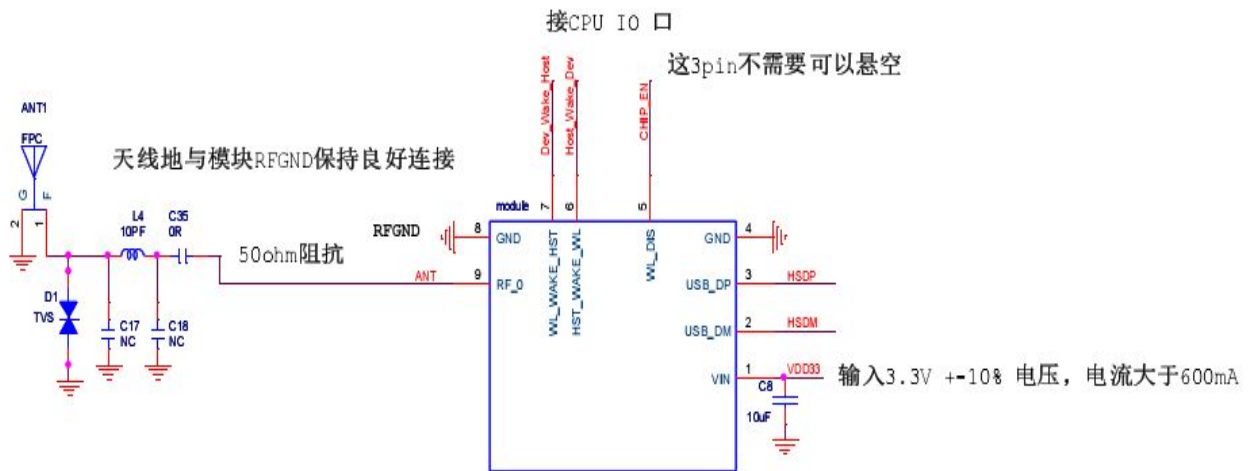 接CPU IO 口
这3pin不需要可以悬空
Dev_Wake_Host
Host_Wake_Dev
CHIP_EN
ANT1
FPC
天线地与模块RFGND保持良好连接
G
F
2
1
L4
10PF
C35
0R
50ohm阻抗
D1
TVS
C17
NC
C18
NC
module
7
6
5
RFGND
8
GND
ANT
9
RF_0
WL_WAKE_HST
HST_WAKE_WL
WL_DIS
GND
4
USB_DP
3
HSDP
USB_DM
2
HSDM
VIN
1
VDD33
输入3.3V +-10% 电压，电流大于600mA
C8
10uF